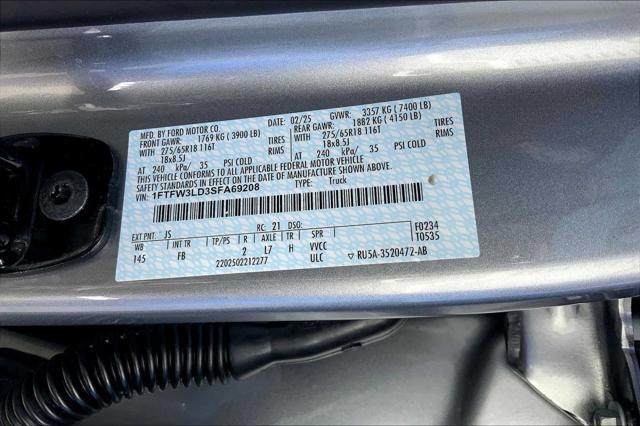 MFD. BY FORD MOTOR CO.
02/25 GVWR: 3357 KG ( 7400 LB)
FRONT GAWR: 1769 KG ( 3900 LB)
REAR GAWR: 1882 KG ( 4150 LB)
WITH 275/65R18 116T TIRES
WITH 275/65R18 116T TIRES
18x8.5J RIMS
18x8.5J RIMS
AT 240 kPa/ 35 PSI COLD
AT 240 kPa/ 35 PSI COLD
THIS VEHICLE CONFORMS TO ALL APPLICABLE FEDERAL MOTOR VEHICLE
SAFETY STANDARDS IN EFFECT ON THE DATE OF MANUFACTURE SHOWN ABOVE.
1FTFW3LD3SFA69208
TYPE: Truck
EXT PNT: JS RC: 21 DSO: F0234
WB INT TR TP/PS R AXLE TR SPR T0535
145 FB 2 L7 H VVCC
2202502212277 ULC RU5A-3520472-AB